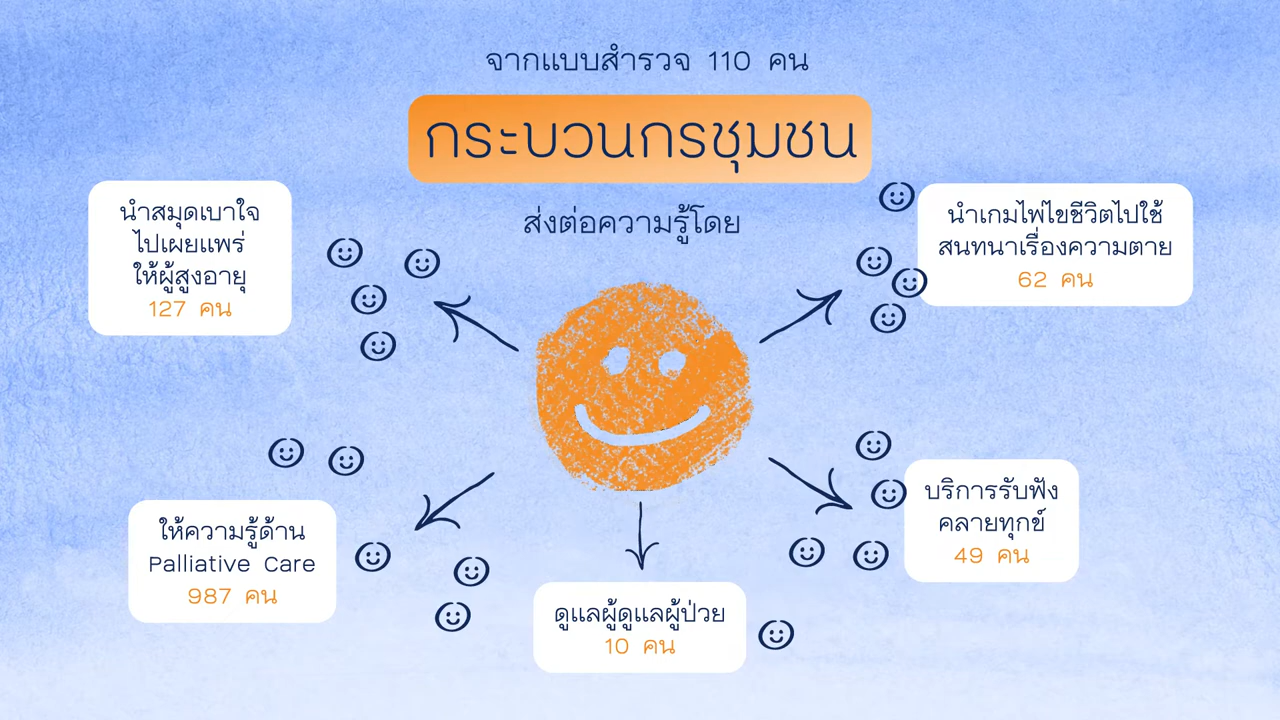 จากแบบสำรวจ 110 คน
กระบวนกรชุมชน
ส่งต่อความรู้โดย
นำสมุดเบาใจ
ไปเผยแพร่
ให้ผู้สูงอายุ
127 คน
นำเกมไพ่ไขชีวิตไปใช้
สนทนาเรื่องความตาย
62 คน
ให้ความรู้ด้าน
Palliative Care
987 คน
ดูแลผู้ดูแลผู้ป่วย
10 คน
บริการรับฟัง
คลายทุกข์
49 คน